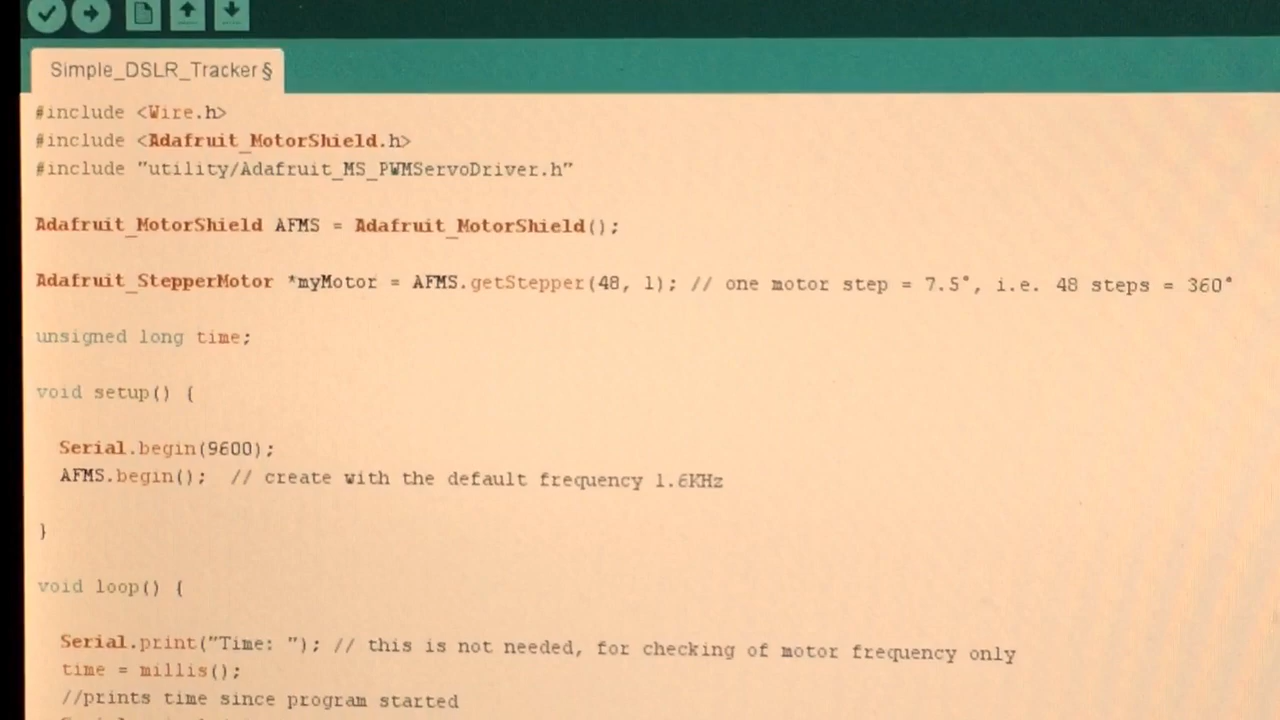 Simple_DSLR_Tracker§
#include <Wire.h>
#include <Adafruit_MotorShield.h>
#include "utility/Adafruit_MS_PWMServoDriver.h"
Adafruit_MotorShield AFMS = Adafruit_MotorShield();
Adafruit_StepperMotor *myMotor = AFMS.getStepper(48, 1); // one motor step = 7.5°, i.e. 48 steps = 360°
unsigned long time;
void setup() {
Serial.begin(9600);
AFMS.begin(); // create with the default frequency 1.6KHz
}
void loop() {
Serial.print("Time: "); // this is not needed, for checking of motor frequency only
time = millis();
//prints time since program started